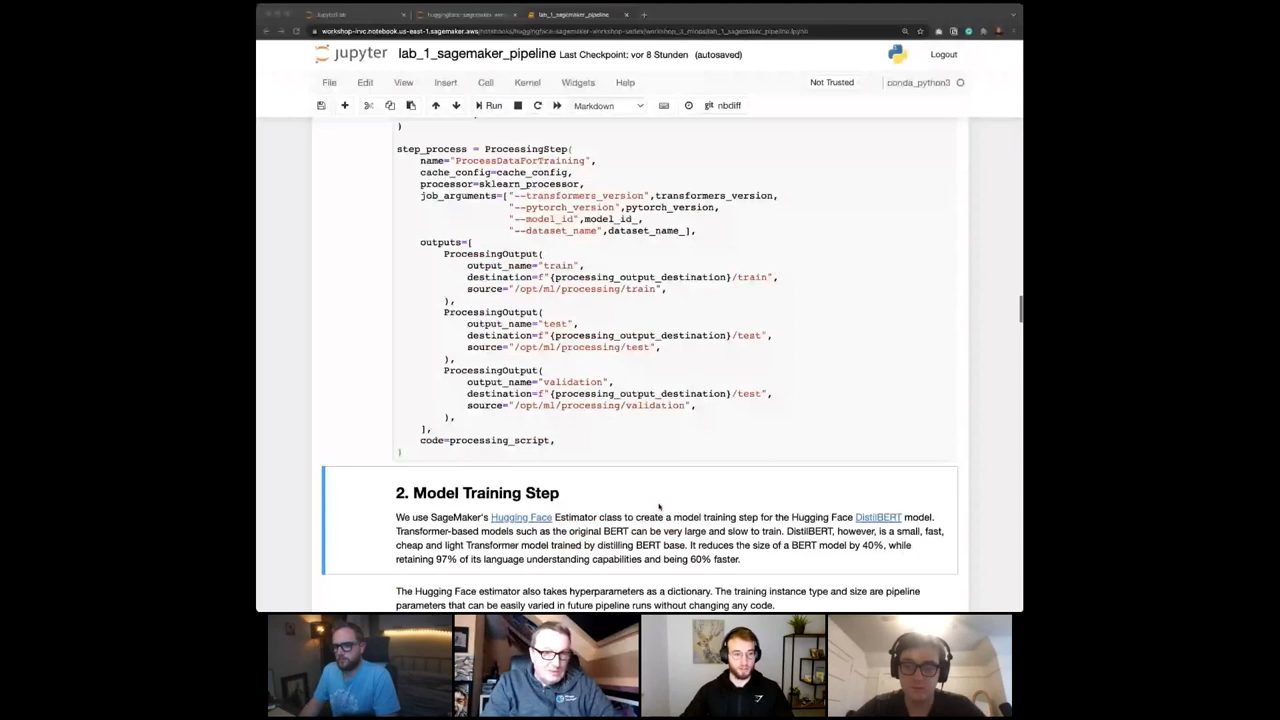 JupyterLab
lab_1_sagemaker_pipeline
jupyter lab_1_sagemaker_pipeline Last Checkpoint: vor 8 Stunden (autosaved)
Logout
File Edit View Insert Cell Kernel Widgets Help
Not Trusted
conda_python3
Run
Markdown
git nbdiff
)
step_process = ProcessingStep(
name="ProcessDataForTraining",
cache_config=cache_config,
processor=sklearn_processor,
job_arguments=["--transformers_version",transformers_version,
"--pytorch_version",pytorch_version,
"--model_id",model_id_,
"--dataset_name",dataset_name_],
outputs=[
ProcessingOutput(
output_name="train",
destination=f"{processing_output_destination}/train",
source="/opt/ml/processing/train",
),
ProcessingOutput(
output_name="test",
destination=f"{processing_output_destination}/test",
source="/opt/ml/processing/test",
),
ProcessingOutput(
output_name="validation",
destination=f"{processing_output_destination}/test",
source="/opt/ml/processing/validation",
),
],
code=processing_script,
)
2. Model Training Step
We use SageMaker's Hugging Face Estimator class to create a model training step for the Hugging Face DistilBERT model.
Transformer-based models such as the original BERT can be very large and slow to train. DistilBERT, however, is a small, fast,
cheap and light Transformer model trained by distilling BERT base. It reduces the size of a BERT model by 40%, while
retaining 97% of its language understanding capabilities and being 60% faster.
The Hugging Face estimator also takes hyperparameters as a dictionary. The training instance type and size are pipeline
parameters that can be easily varied in future pipeline runs without changing any code.